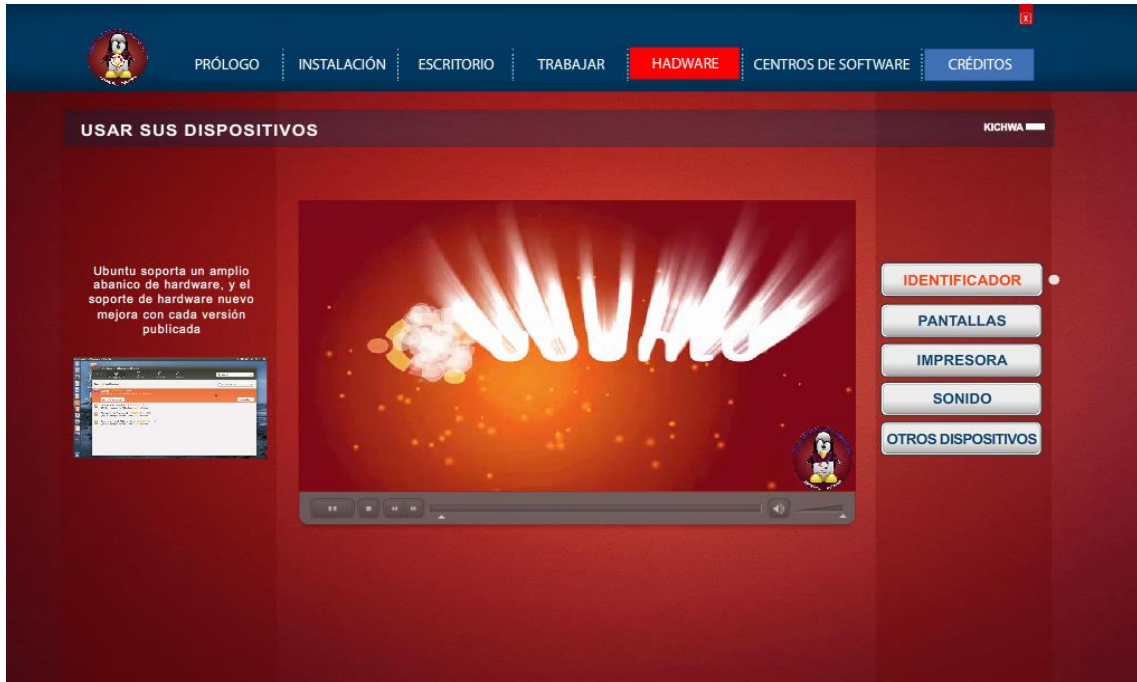 X
PRÓLOGO
INSTALACIÓN
ESCRITORIO
TRABAJAR
HADWARE
CENTROS DE SOFTWARE
CRÉDITOS
USAR SUS DISPOSITIVOS
KICHWA
Ubuntu soporta un amplio
abanico de hardware, y el
soporte de hardware nuevo
mejora con cada versión
publicada
IDENTIFICADOR
PANTALLAS
IMPRESORA
SONIDO
OTROS DISPOSITIVOS